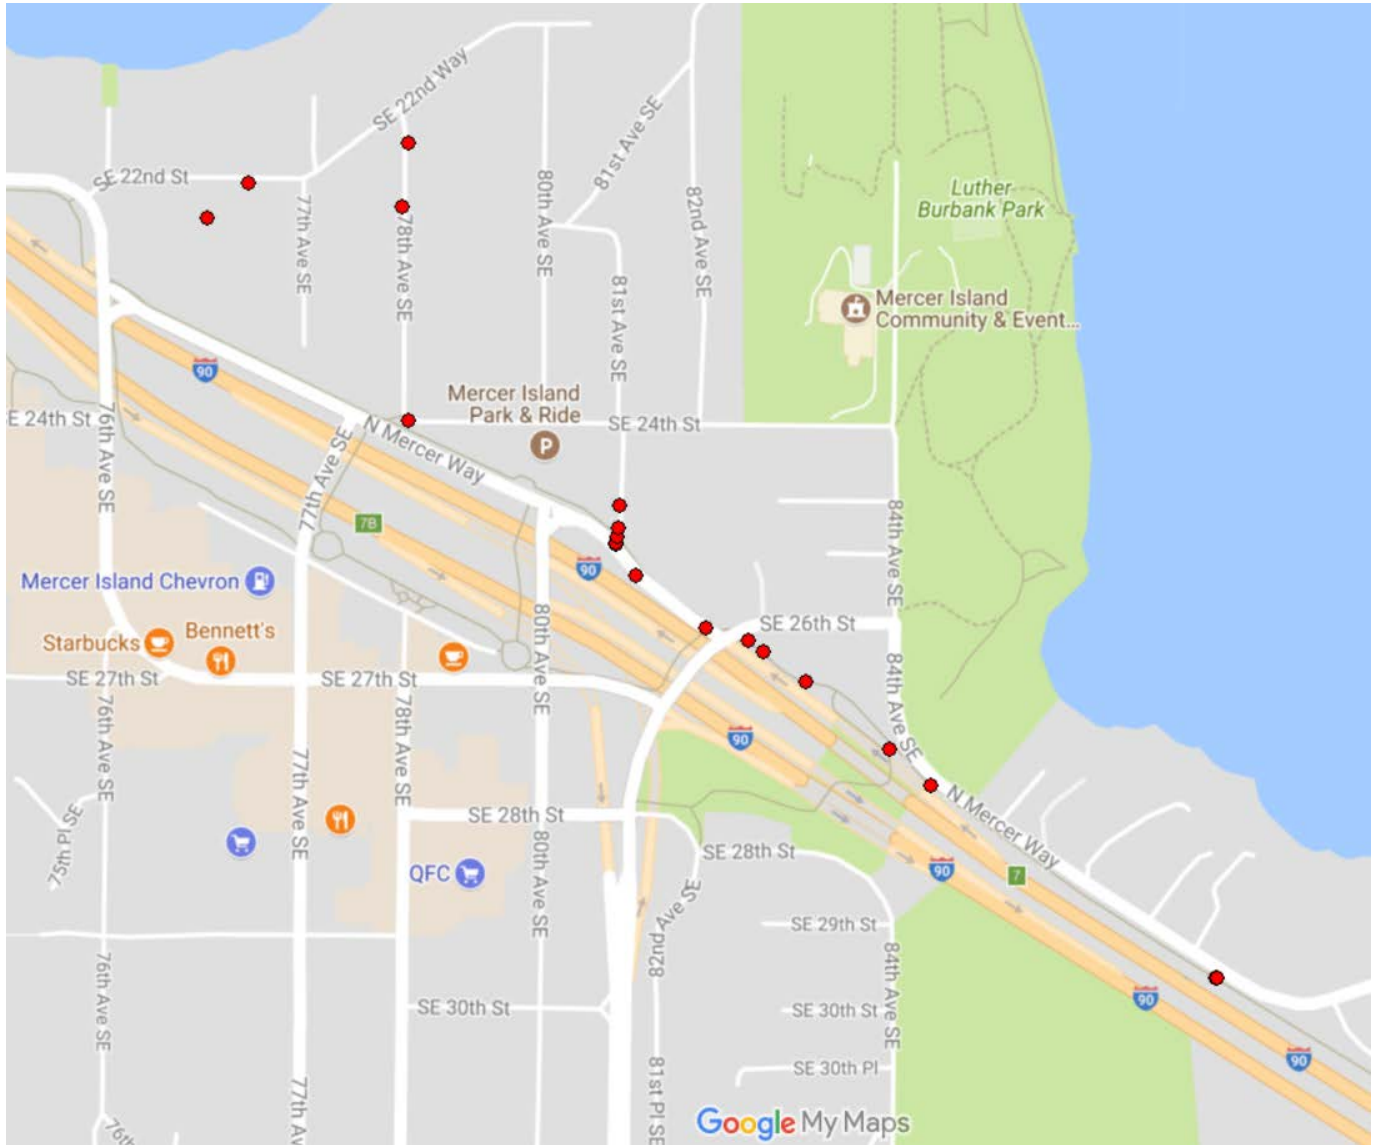 SE 22nd Way
81st Ave SE
SE 22nd St
80th Ave SE
82nd Ave SE
Luther
Burbank Park
77th Ave SE
78th Ave SE
81st Ave SE
Mercer Island
Community & Event...
90
Mercer Island
Park & Ride
P
E 24th St
76th Ave SE
N Mercer Way
SE 24th St
77th Ave SE
7B
84th Ave SE
90
Mercer Island Chevron
80th Ave SE
SE 26th St
Starbucks
Bennett's
SE 27th St
SE 27th St
84th Ave SE
76th Ave SE
78th Ave SE
90
77th Ave SE
75th Pl SE
SE 28th St
N Mercer Way
80th Ave SE
SE 28th St
QFC
90
7
82nd Ave SE
SE 29th St
76th Ave SE
84th Ave SE
SE 30th St
SE 30th St
90
90
SE 30th Pl
81st Pl SE
77th Av
76th
Google My Maps